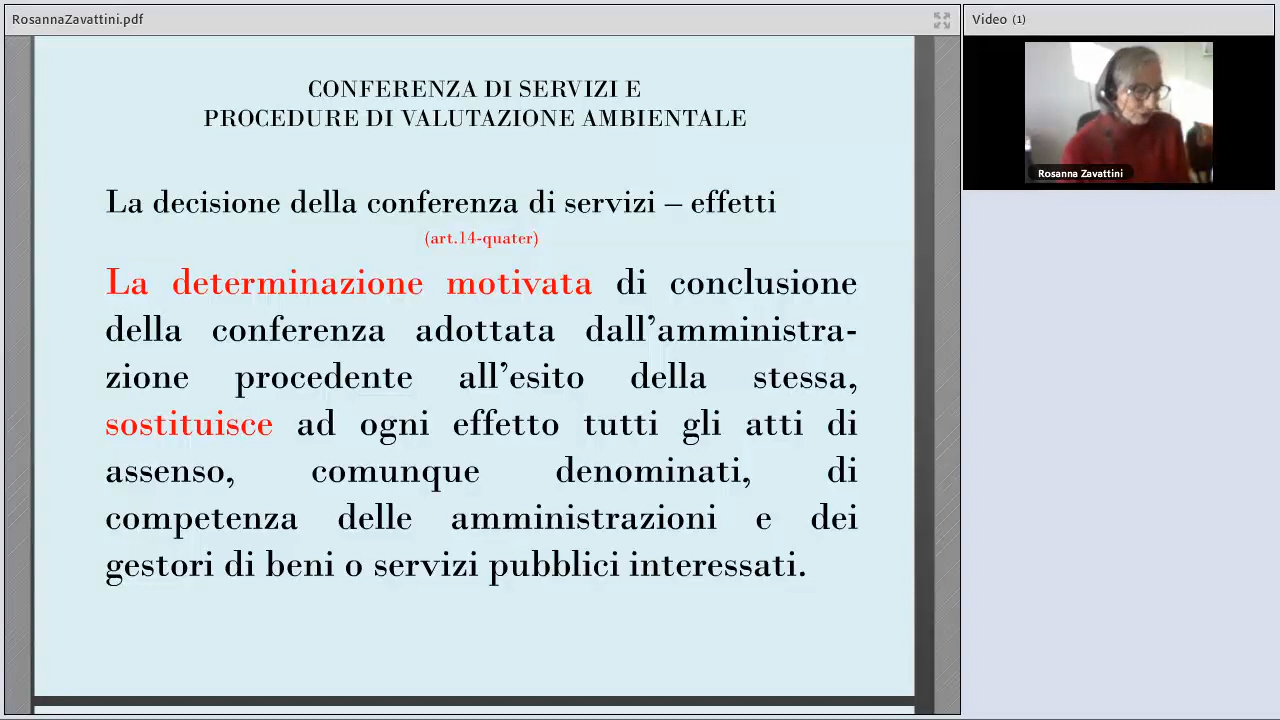 RosannaZavattini.pdf
Video (1)
CONFERENZA DI SERVIZI E
PROCEDURE DI VALUTAZIONE AMBIENTALE
La decisione della conferenza di servizi – effetti
(art.14-quater)
La determinazione motivata di conclusione
della conferenza adottata dall’amministra-
zione procedente all’esito della stessa,
sostituisce ad ogni effetto tutti gli atti di
assenso, comunque denominati, di
competenza delle amministrazioni e dei
gestori di beni o servizi pubblici interessati.
Rosanna Zavattini